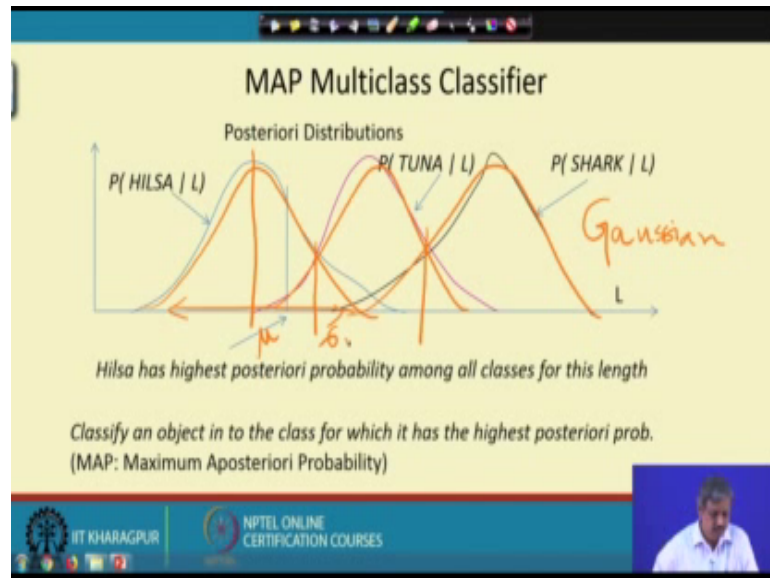 MAP Multiclass Classifier
Posteriori Distributions
P( HILSA | L)
P( TUNA | L)
P( SHARK | L)
Gaussian
L
μ
Hilsa has highest posteriori probability among all classes for this length
Classify an object in to the class for which it has the highest posteriori prob.
(MAP: Maximum Aposteriori Probability)
IIT KHARAGPUR
NPTEL ONLINE
CERTIFICATION COURSES